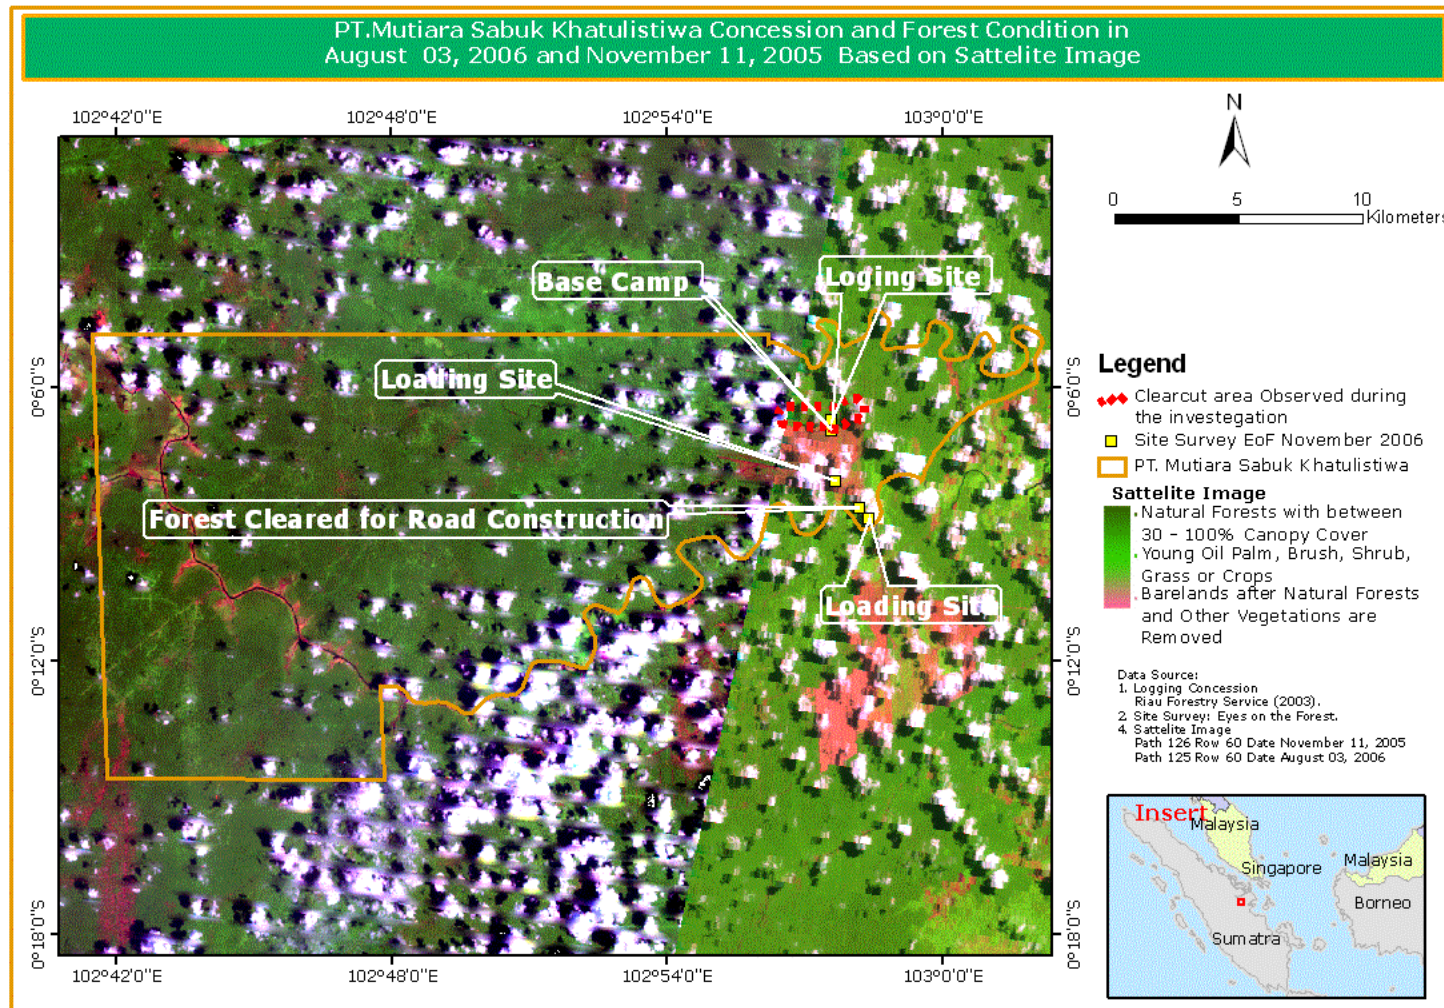 PT.Mutiara Sabuk Khatulistiwa Concession and Forest Condition in
August 03, 2006 and November 11, 2005 Based on Sattelite Image
102°42'0"E
102°48'0"E
102°54'0"E
103°0'0"E
N
0
5
10
Kilometers
Base Camp
Loging Site
Loading Site
Forest Cleared for Road Construction
Loading Site
0°6'0"S
0°12'0"S
0°18'0"S
0°6'0"S
0°12'0"S
0°18'0"S
102°42'0"E
102°48'0"E
102°54'0"E
103°0'0"E
Legend
Clearcut area Observed during
the investegation
Site Survey EoF November 2006
PT. Mutiara Sabuk Khatulistiwa
Sattelite Image
Natural Forests with between
30 - 100% Canopy Cover
Young Oil Palm, Brush, Shrub,
Grass or Crops
Barelands after Natural Forests
and Other Vegetations are
Removed
Data Source:
1. Logging Concession
Riau Forestry Service (2003).
2. Site Survey: Eyes on the Forest.
4. Sattelite Image
Path 126 Row 60 Date November 11, 2005
Path 125 Row 60 Date August 03, 2006
Insert
Malaysia
Singapore
Malaysia
Borneo
Sumatra